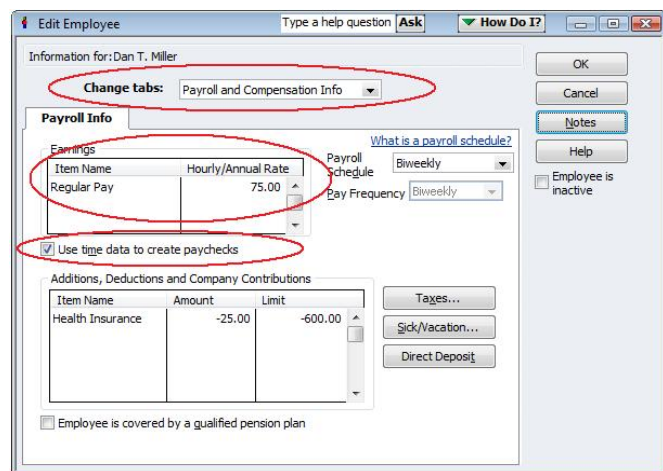 Edit Employee Type a help question Ask How Do I?
Information for:Dan T. Miller
OK
Change tabs: Payroll and Compensation Info
Cancel
Payroll Info
Notes
What is a payroll schedule?
Help
Earnings
Item Name Hourly/Annual Rate
Regular Pay 75.00
Payroll Schedule Biweekly
Pay Frequency Biweekly
Employee is inactive
Use time data to create paychecks
Additions, Deductions and Company Contributions
Item Name Amount Limit
Health Insurance -25.00 -600.00
Taxes...
Sick/Vacation...
Direct Deposit
Employee is covered by a qualified pension plan